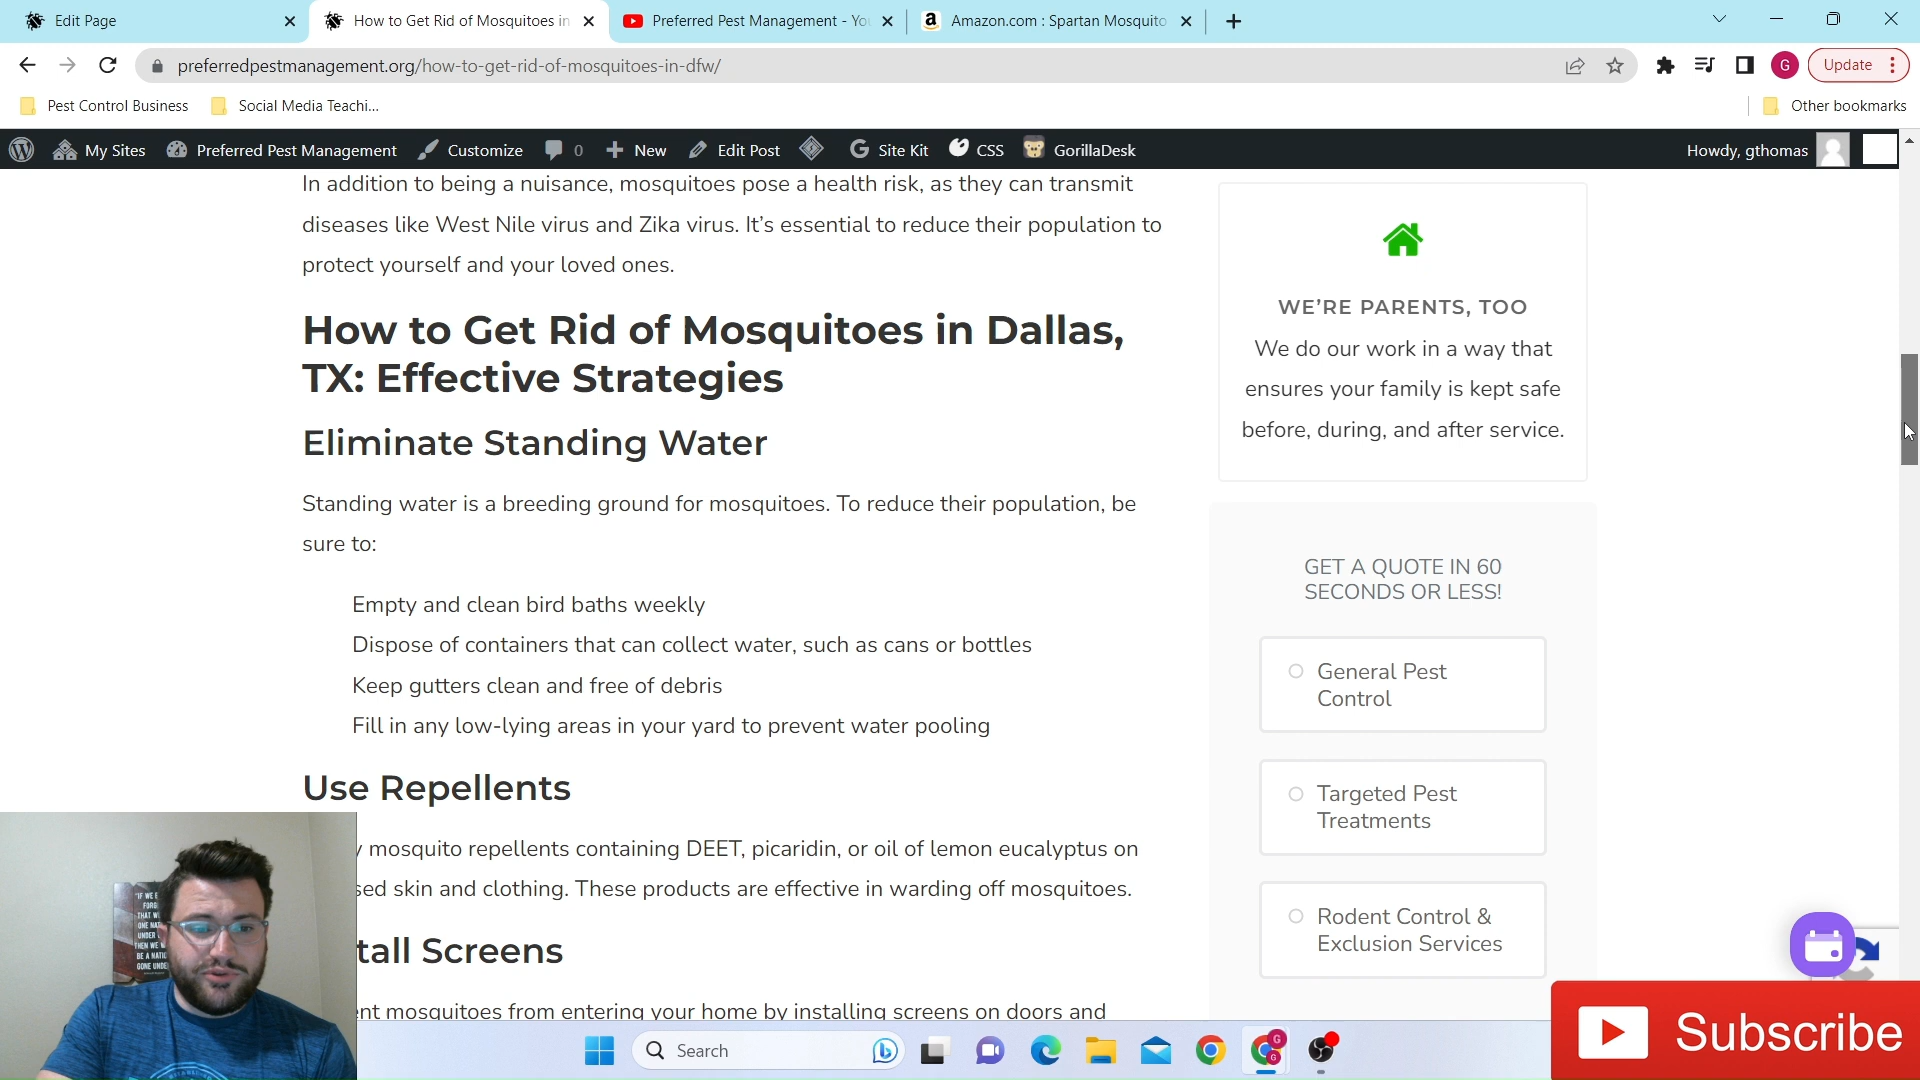 Edit Page
How to Get Rid of Mosquitoes in
Preferred Pest Management - You
Amazon.com : Spartan Mosquito
preferredpestmanagement.org/how-to-get-rid-of-mosquitoes-in-dfw/
G
Update
Pest Control Business
Social Media Teachi...
Other bookmarks
My Sites
Preferred Pest Management
Customize
0
New
Edit Post
Site Kit
CSS
GorillaDesk
Howdy, gthomas
In addition to being a nuisance, mosquitoes pose a health risk, as they can transmit
diseases like West Nile virus and Zika virus. It’s essential to reduce their population to
protect yourself and your loved ones.
How to Get Rid of Mosquitoes in Dallas,
TX: Effective Strategies
Eliminate Standing Water
Standing water is a breeding ground for mosquitoes. To reduce their population, be
sure to:
Empty and clean bird baths weekly
Dispose of containers that can collect water, such as cans or bottles
Keep gutters clean and free of debris
Fill in any low-lying areas in your yard to prevent water pooling
Use Repellents
mosquito repellents containing DEET, picaridin, or oil of lemon eucalyptus on
sed skin and clothing. These products are effective in warding off mosquitoes.
tall Screens
ent mosquitoes from entering your home by installing screens on doors and
WE’RE PARENTS, TOO
We do our work in a way that
ensures your family is kept safe
before, during, and after service.
GET A QUOTE IN 60
SECONDS OR LESS!
General Pest
Control
Targeted Pest
Treatments
Rodent Control &
Exclusion Services
Search
Subscribe